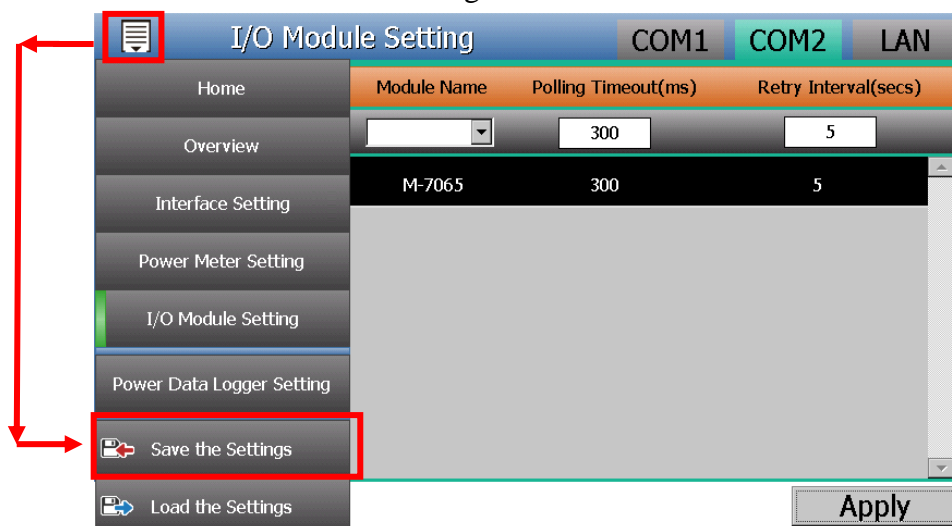 I/O Module Setting COM1 COM2 LAN
Home Module Name Polling Timeout(ms) Retry Interval(secs)
300 5
Overview
M-7065 300 5
Interface Setting
Power Meter Setting
I/O Module Setting
Power Data Logger Setting
Save the Settings
Load the Settings
Apply